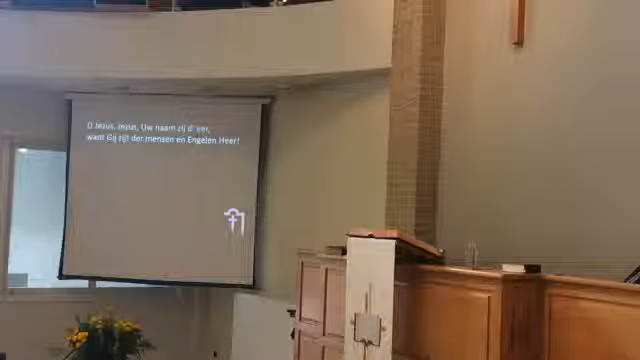 O Jezus, Jezus, Uw naam zij d' eer,
want Gij zijt der mensen en Engelen Heer!